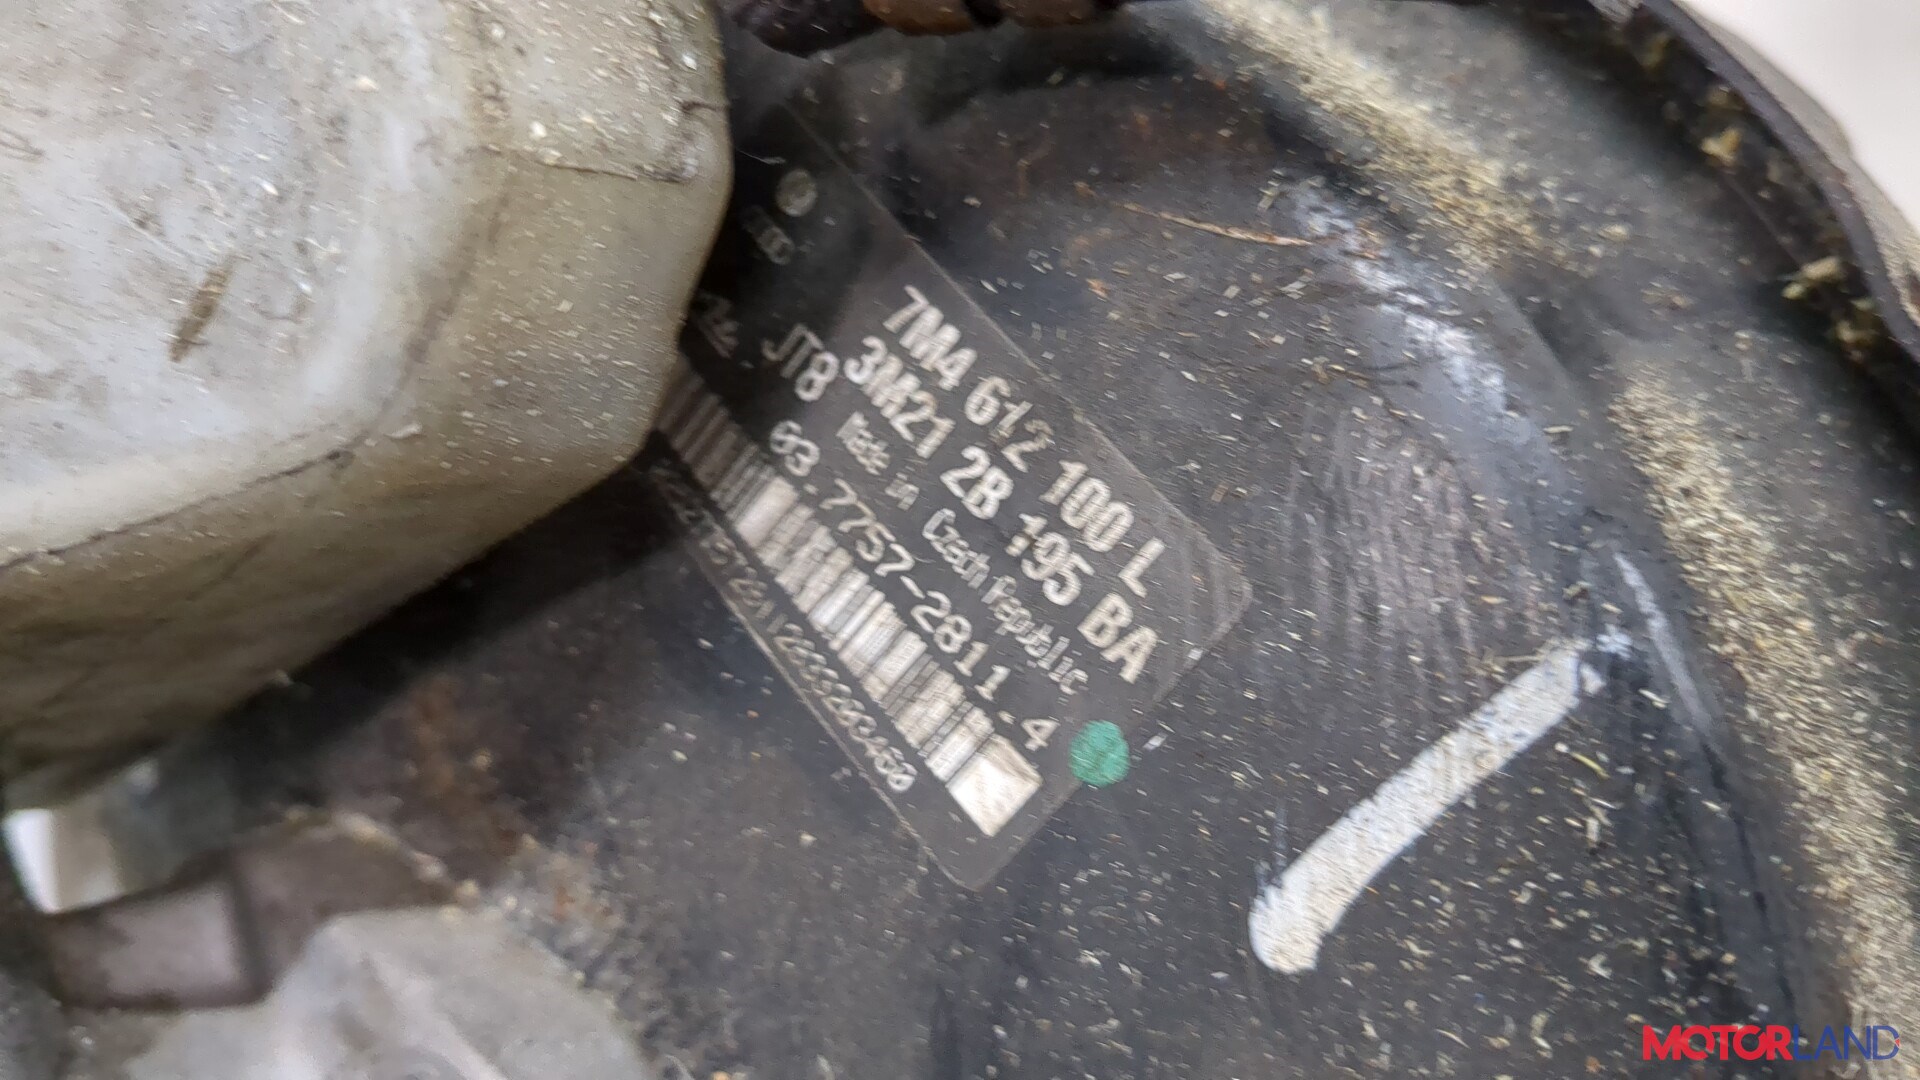 7M4 612 100 L
3M21 2B 195 BA
JT8 Made in Czech Republic
03.7757-2811.4
MOTORLAND